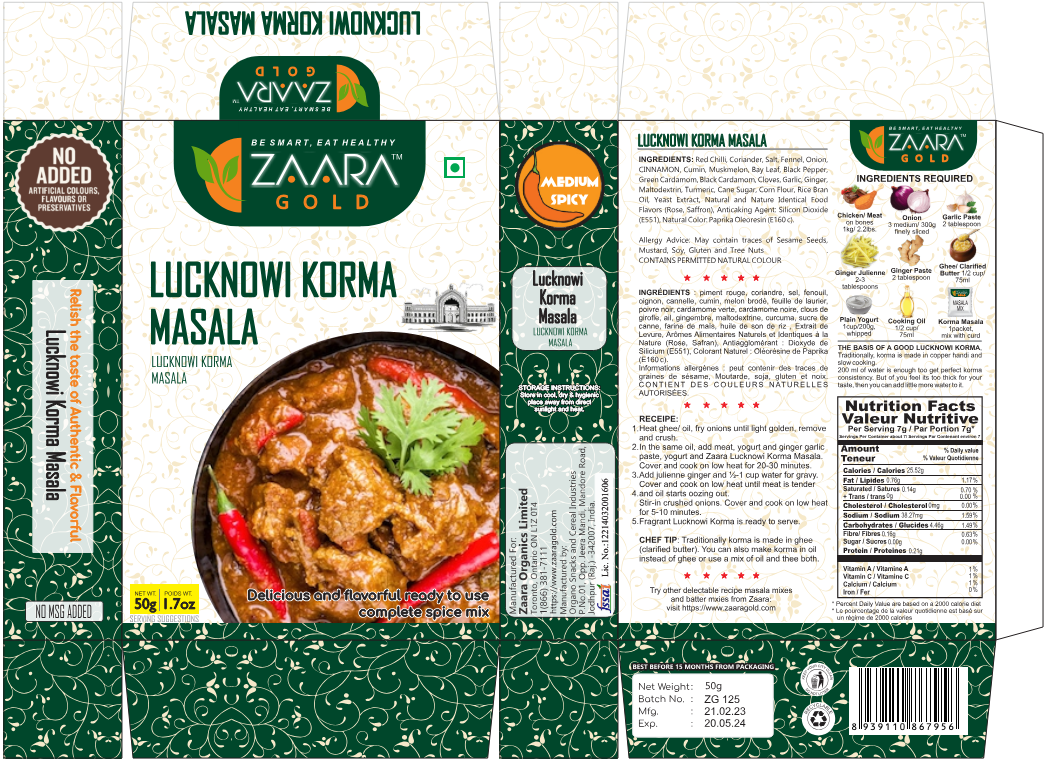 LUCKNOWI KORMA MASALA
BE SMART, EAT HEALTHY
ZAARA™
GOLD
NO
ADDED
ARTIFICIAL COLOURS,
FLAVOURS OR
PRESERVATIVES
Relish the taste of Authentic & Flavorful
Lucknowi Korma Masala
NO MSG ADDED
BE SMART, EAT HEALTHY
ZAARA™
GOLD
LUCKNOWI KORMA
MASALA
LUCKNOWI KORMA
MASALA
NET WT. POIDS WT.
50g 1.7oz
SERVING SUGGESTIONS
Delicious and flavorful ready to use
complete spice mix
MEDIUM
SPICY
Lucknowi
Korma
Masala
LUCKNOWI KORMA
MASALA
STORAGE INSTRUCTIONS:
Store in cool, dry & hygienic
place away from direct
sunlight and heat.
Manufactured For:
Zaara Organics Limited
Toronto, Ontario ON L1Z 0T4
1(866) 381-7111
https://www.zaaragold.com
Manufactured by:
Organo Snacks and Cereal Industries
P.No.01, Opp. Jeera Mandi, Mandore Road,
Jodhpur (Raj.) -342007, India.
fssai Lic. No.:12214032001606
LUCKNOWI KORMA MASALA
INGREDIENTS: Red Chilli, Coriander, Salt, Fennel, Onion,
CINNAMON, Cumin, Muskmelon, Bay Leaf, Black Pepper,
Green Cardamom, Black Cardamom, Cloves, Garlic, Ginger,
Maltodextrin, Turmeric, Cane Sugar, Corn Flour, Rice Bran
Oil, Yeast Extract, Natural and Nature Identical Food
Flavors (Rose, Saffron), Anticaking Agent: Silicon Dioxide
(E551), Natural Color: Paprika Oleoresin (E160 c).
Allergy Advice: May contain traces of Sesame Seeds,
Mustard, Soy, Gluten and Tree Nuts.
CONTAINS PERMITTED NATURAL COLOUR
INGRÉDIENTS : piment rouge, coriandre, sel, fenouil,
oignon, cannelle, cumin, melon brodé, feuille de laurier,
poivre noir, cardamome verte, cardamome noire, clous de
girofle, ail, gingembre, maltodextrine, curcuma, sucre de
canne, farine de maïs, huile de son de riz , Extrait de
Levure, Arômes Alimentaires Naturels et Identiques à la
Nature (Rose, Safran), Antiagglomérant : Dioxyde de
Silicium (E551), Colorant Naturel : Oléorésine de Paprika
(E160 c).
Informations allergènes : peut contenir des traces de
graines de sésame, Moutarde, soja, gluten et noix.
CONTIENT DES COULEURS NATURELLES
AUTORISÉES.
RECEIPE:
1. Heat ghee/ oil, fry onions until light golden, remove
and crush.
2. In the same oil, add meat, yogurt and ginger garlic
paste, yogurt and Zaara Lucknowi Korma Masala.
Cover and cook on low heat for 20-30 minutes.
3. Add julienne ginger and ½-1 cup water for gravy.
Cover and cook on low heat until meat is tender
4. and oil starts oozing out.
Stir-in crushed onions. Cover and cook on low heat
for 5-10 minutes.
5. Fragrant Lucknowi Korma is ready to serve.
CHEF TIP: Traditionally korma is made in ghee
(clarified butter). You can also make korma in oil
instead of ghee or use a mix of oil and thee both.
Try other delectable recipe masala mixes
and batter mixies from Zaara:
visit https://www.zaaragold.com
BE SMART, EAT HEALTHY
ZAARA™
GOLD
INGREDIENTS REQUIRED
Chicken/ Meat
on bones
1kg/ 2.2lbs.
Onion
3 medium/ 300g
finely sliced
Garlic Paste
2 tablespoon
Ginger Julienne
2-3
tablespoons
Ginger Paste
2 tablespoon
Ghee/ Clarified
Butter 1/2 cup/
75ml
Plain Yogurt
1cup/200g,
whipped
Cooking Oil
1/2 cup/
75ml
MASALA
MIX
Korma Masala
1packet,
mix with curd
THE BASIS OF A GOOD LUCKNOWI KORMA.
Traditionally, korma is made in copper handi and
slow cooking.
200 ml of water is enough too get perfect korms
consistency. But of you feel its too thick for your
taste, then you can add little more water to it.
Nutrition Facts
Valeur Nutritive
Per Serving 7g / Par Portion 7g*
Servings Per Container about 7/ Servings Par Contenant environ 7
Amount % Daily value
Teneur % Valeur Quotidienne
Calories / Calories 25.52g
Fat / Lipides 0.76g 1.17%
Saturated / Satures 0.14g 0.70 %
+ Trans / trans 0g 0.00 %
Cholesterol / Cholesterol 0mg 0.00%
Sodium / Sodium 38.27mg 1.59%
Carbohydrates / Glucides 4.46g 1.49%
Fibre/ Fibres 0.16g 0.63%
Sugar / Sucres 0.00g 0.00%
Protein / Proteines 0.21g
Vitamin A / Vitamine A 1%
Vitamin C / Vitamine C 1%
Calcium / Calcium 1%
Iron / Fer 0%
* Percent Daily Value are based on a 2000 calorie diet
* Le pourcontage de la valeur quotidienne est basé sur
un régime de 2000 calories
BEST BEFORE 15 MONTHS FROM PACKAGING
Net Weight : 50g
Batch No. : ZG 125
Mfg. : 21.02.23
Exp. : 20.05.24
RECYCLABLE
8 939110 867956